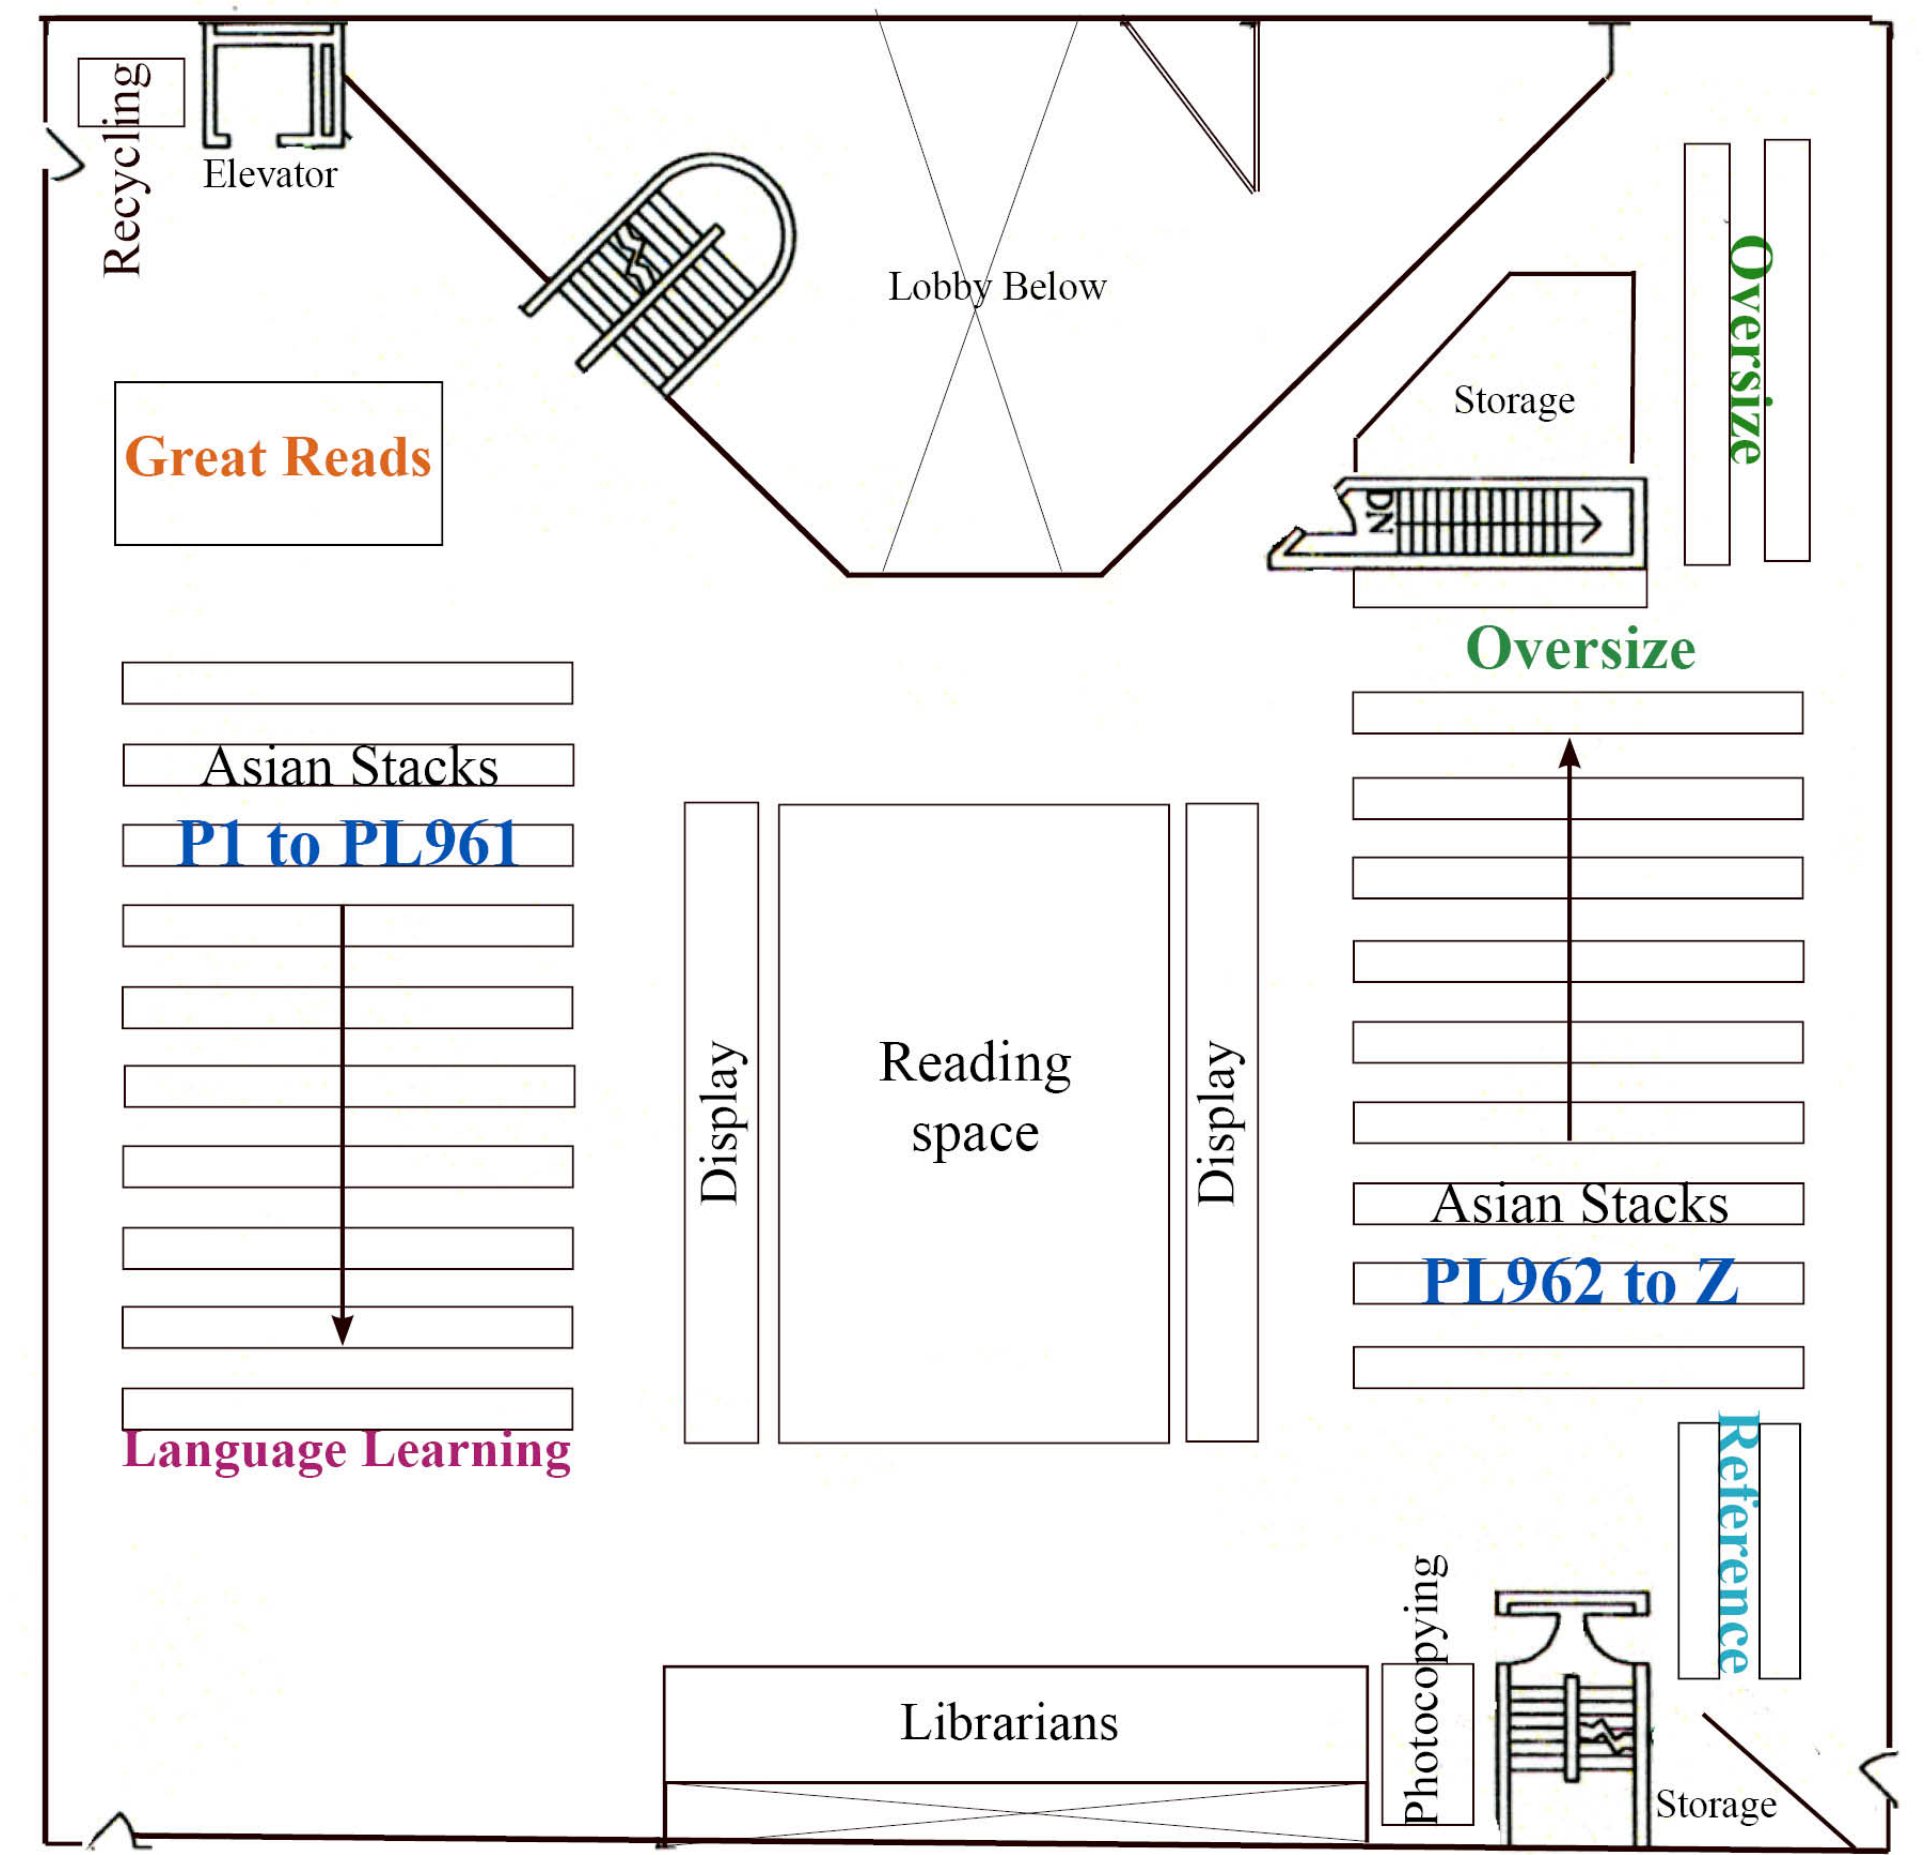 Recycling
Elevator
Lobby Below
Oversize
Storage
Great Reads
DN
Oversize
Asian Stacks
P1 to PL961
Display
Reading
space
Display
Asian Stacks
PL962 to Z
Language Learning
Reference
Photocopying
Librarians
Storage